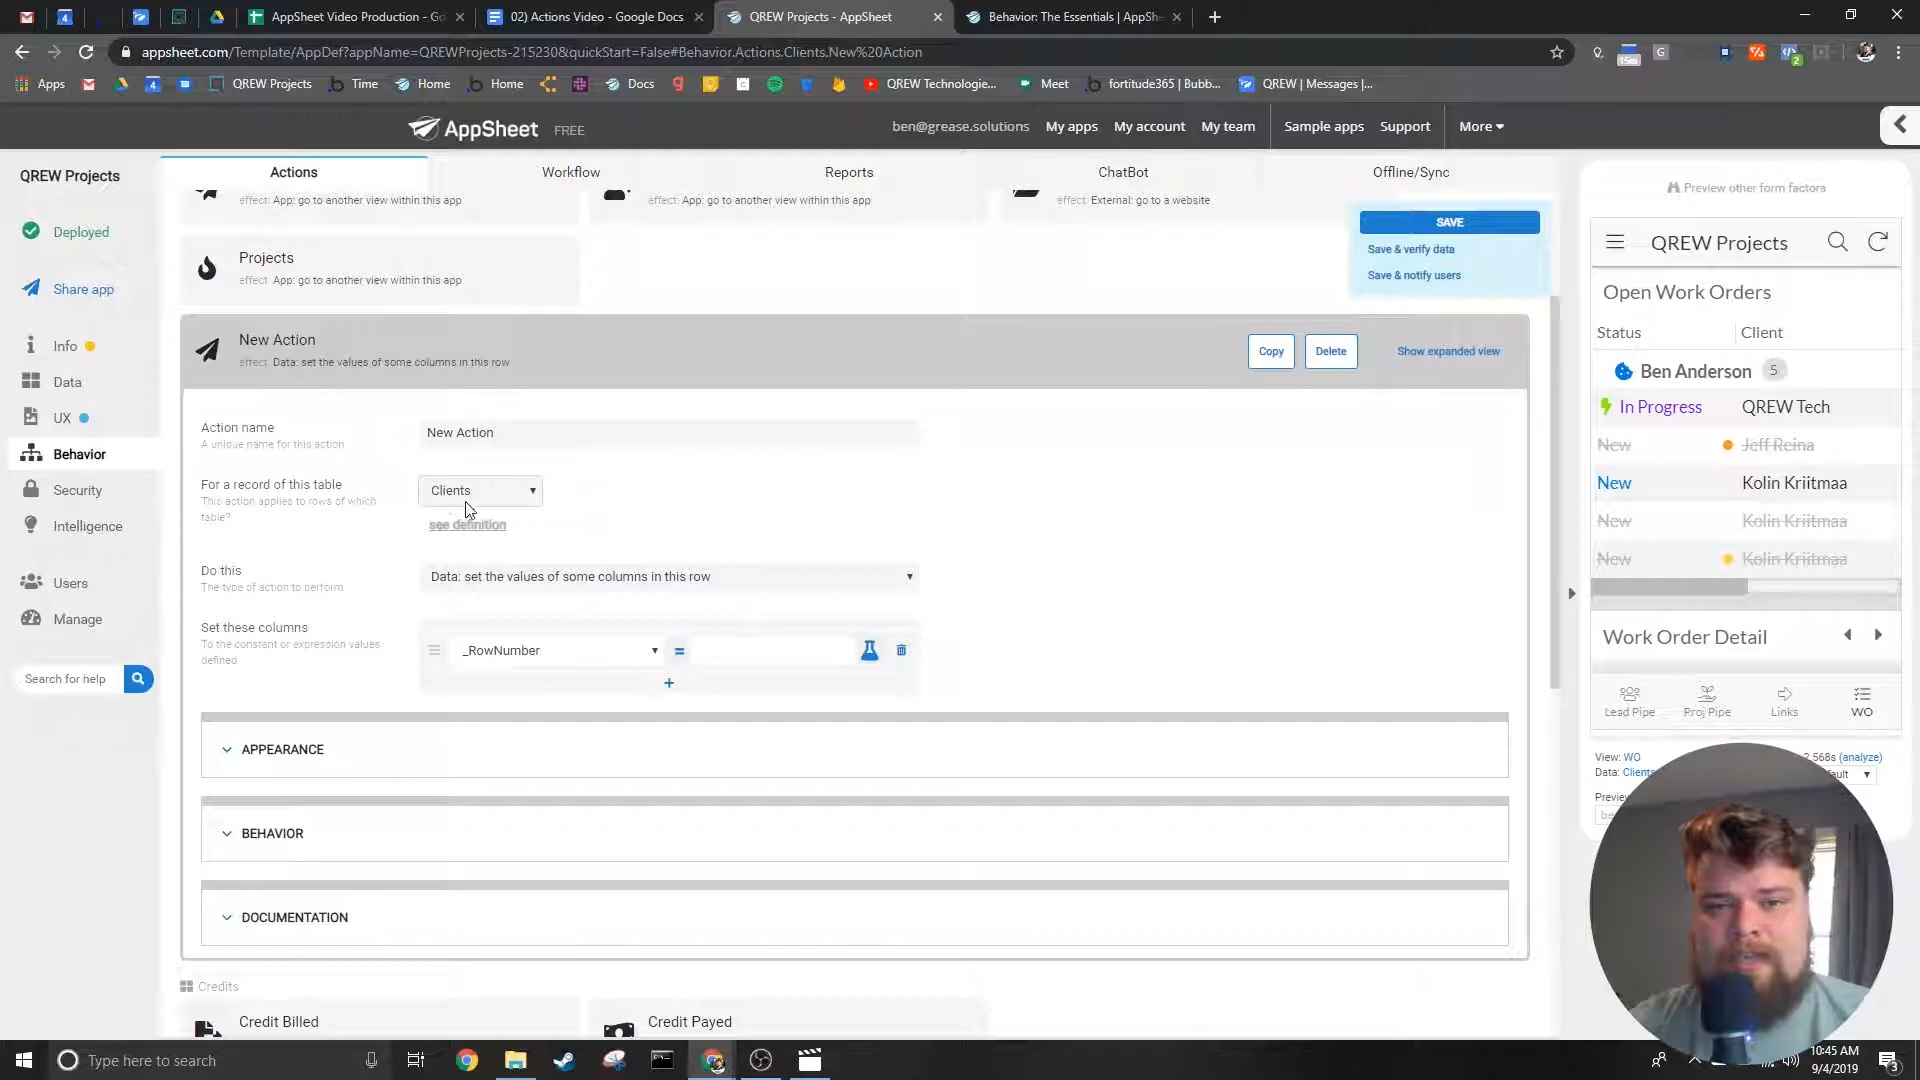 AppSheet Video Production - Go
02) Actions Video - Google Docs
QREW Projects - AppSheet
Behavior: The Essentials | AppShe
appsheet.com/Template/AppDef?appName=QREWProjects-215230&quickStart=False#Behavior.Actions.Clients.New%20Action
G
15m
2
Apps
4
QREW Projects
Time
Home
Home
Docs
QREW Technologie...
Meet
fortitude365 | Bubb...
QREW | Messages |...
AppSheet FREE
ben@grease.solutions
My apps
My account
My team
Sample apps
Support
More
QREW Projects
Deployed
Share app
Info
Data
UX
Behavior
Security
Intelligence
Users
Manage
Search for help
Actions
Workflow
Reports
ChatBot
Offline/Sync
effect: App: go to another view within this app
effect: App: go to another view within this app
effect: External: go to a website
Projects
effect: App: go to another view within this app
SAVE
Save & verify data
Save & notify users
New Action
effect: Data: set the values of some columns in this row
Copy
Delete
Show expanded view
Action name
A unique name for this action
New Action
For a record of this table
This action applies to rows of which table?
Clients
see definition
Do this
The type of action to perform
Data: set the values of some columns in this row
Set these columns
To the constant or expression values defined
_RowNumber
=
+
APPEARANCE
BEHAVIOR
DOCUMENTATION
Credits
Credit Billed
Credit Payed
Preview other form factors
QREW Projects
Open Work Orders
Status
Client
Ben Anderson 5
In Progress
QREW Tech
New
Jeff Reina
New
Kolin Kriitmaa
New
Kolin Kriitmaa
New
Kolin Kriitmaa
Work Order Detail
Lead Pipe
Proj Pipe
Links
WO
View: WO
2.568s (analyze)
Data: Clients
Type here to search
10:45 AM
9/4/2019
3